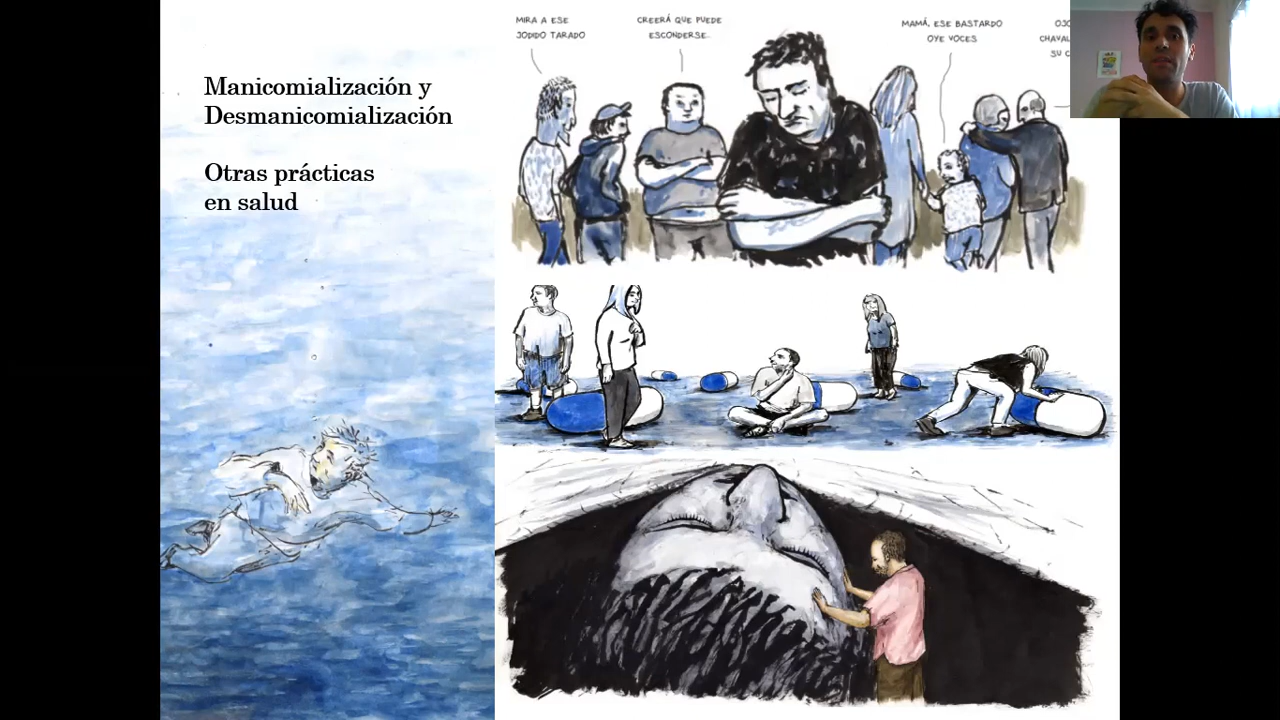 Manicomialización y
Desmanicomialización
Otras prácticas
en salud
MIRA A ESE
JODIDO TARADO
CREERÁ QUE PUEDE
ESCONDERSE.
MAMÁ, ESE BASTARDO
OYE VOCES